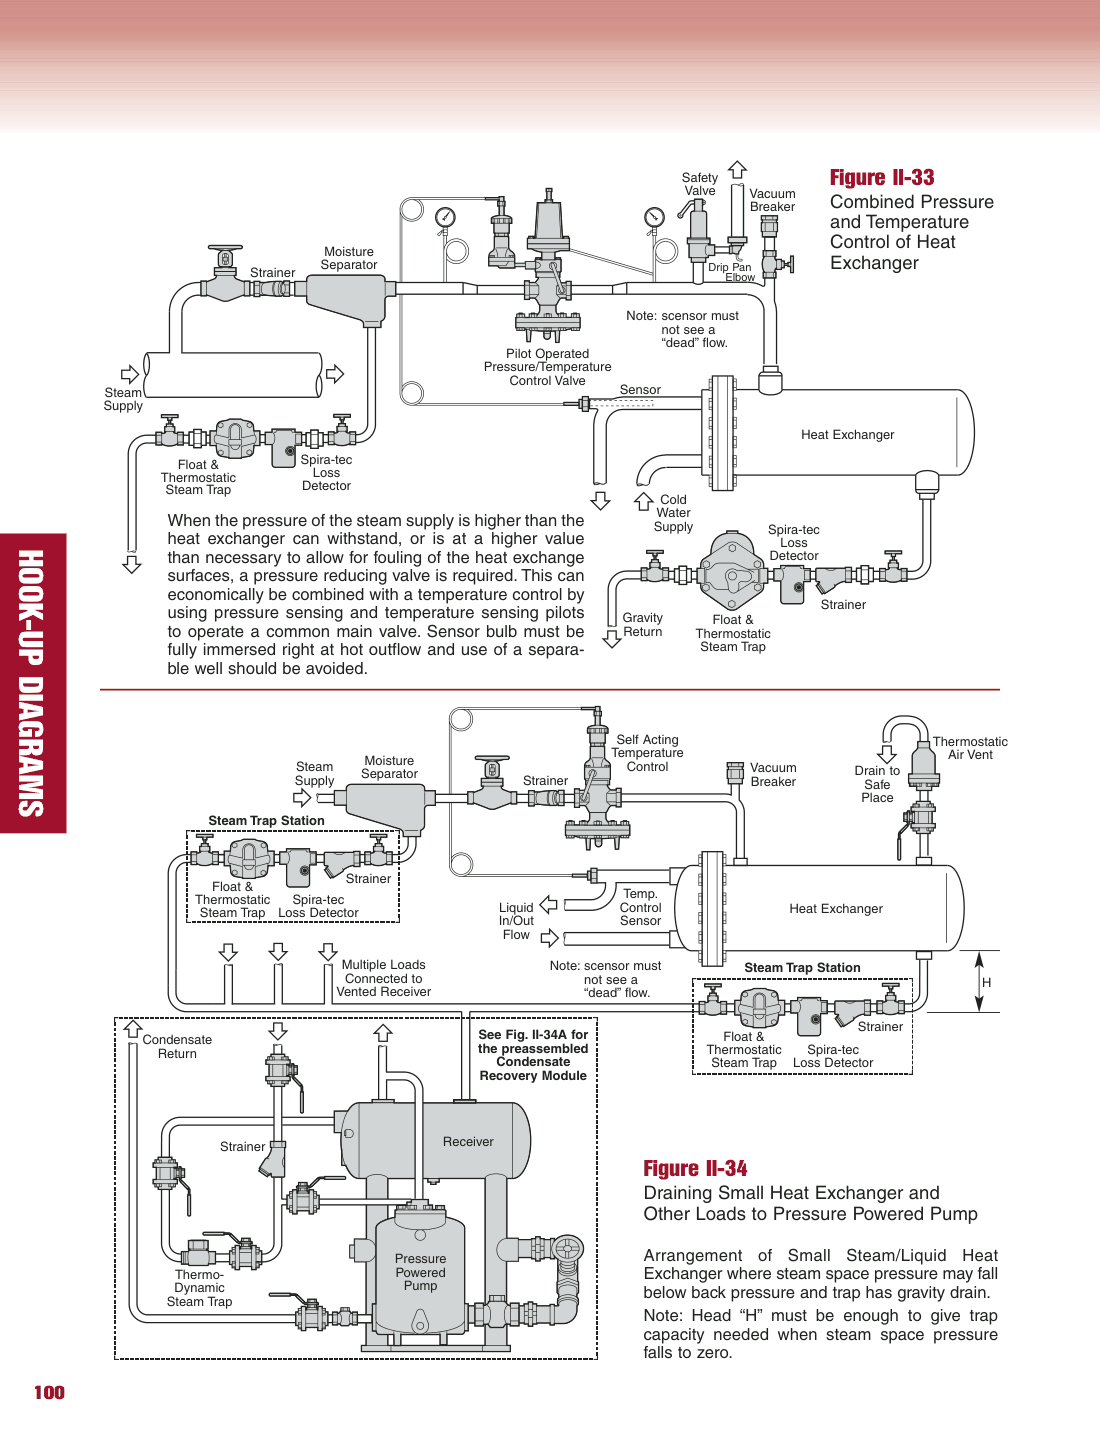 Figure II-33
Combined Pressure
and Temperature
Control of Heat
Exchanger
Safety
Valve
Vacuum
Breaker
Drip Pan
Elbow
Moisture
Separator
Strainer
Note: scensor must
not see a
“dead” flow.
Pilot Operated
Pressure/Temperature
Control Valve
Steam
Supply
Sensor
Heat Exchanger
Float &
Thermostatic
Steam Trap
Spira-tec
Loss
Detector
Cold
Water
Supply
Spira-tec
Loss
Detector
Strainer
Gravity
Return
Float &
Thermostatic
Steam Trap
When the pressure of the steam supply is higher than the
heat exchanger can withstand, or is at a higher value
than necessary to allow for fouling of the heat exchange
surfaces, a pressure reducing valve is required. This can
economically be combined with a temperature control by
using pressure sensing and temperature sensing pilots
to operate a common main valve. Sensor bulb must be
fully immersed right at hot outflow and use of a separa-
ble well should be avoided.
HOOK-UP DIAGRAMS
Self Acting
Temperature
Control
Thermostatic
Air Vent
Steam
Supply
Moisture
Separator
Strainer
Vacuum
Breaker
Drain to
Safe
Place
Steam Trap Station
Strainer
Float &
Thermostatic
Steam Trap
Spira-tec
Loss Detector
Liquid
In/Out
Flow
Temp.
Control
Sensor
Heat Exchanger
Multiple Loads
Connected to
Vented Receiver
Note: scensor must
not see a
“dead” flow.
Steam Trap Station
H
Strainer
Float &
Thermostatic
Steam Trap
Spira-tec
Loss Detector
Condensate
Return
See Fig. II-34A for
the preassembled
Condensate
Recovery Module
Strainer
Receiver
Pressure
Powered
Pump
Thermo-
Dynamic
Steam Trap
Figure II-34
Draining Small Heat Exchanger and
Other Loads to Pressure Powered Pump
Arrangement of Small Steam/Liquid Heat
Exchanger where steam space pressure may fall
below back pressure and trap has gravity drain.
Note: Head “H” must be enough to give trap
capacity needed when steam space pressure
falls to zero.
100